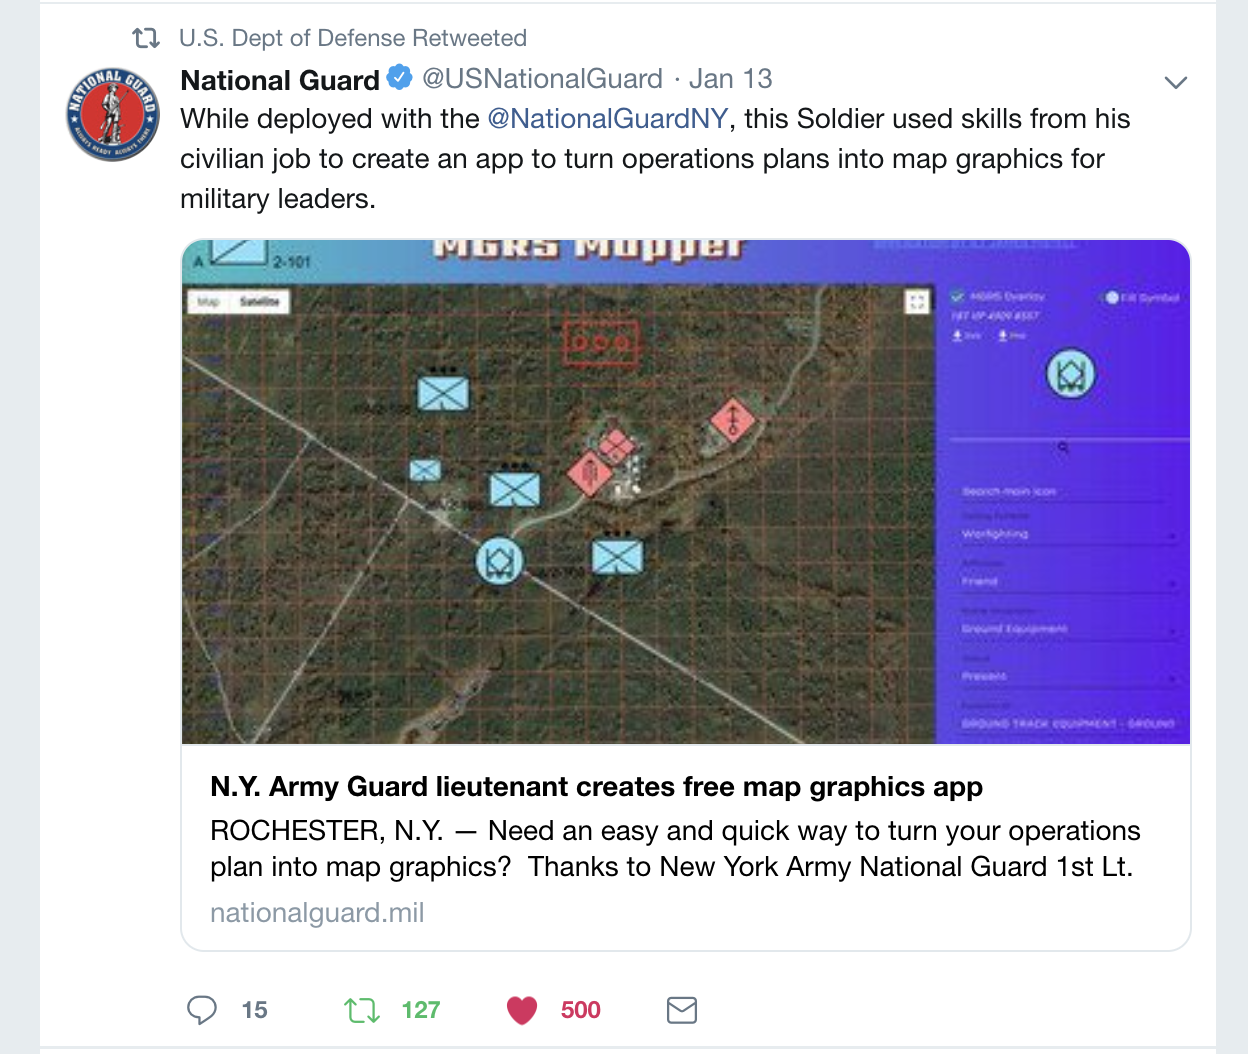 U.S. Dept of Defense Retweeted
National Guard @USNationalGuard · Jan 13
While deployed with the @NationalGuardNY, this Soldier used skills from his
civilian job to create an app to turn operations plans into map graphics for
military leaders.
NATIONAL GUARD
ALWAYS READY ALWAYS THERE
MGRS Mapper
A 2-101
Map Satellite
MGRS Overlay Fill Symbol
Search main icon
Warfighting
Friend
Ground Equipment
Present
GROUND TRACK EQUIPMENT - GROUND
N.Y. Army Guard lieutenant creates free map graphics app
ROCHESTER, N.Y. — Need an easy and quick way to turn your operations
plan into map graphics?  Thanks to New York Army National Guard 1st Lt.
nationalguard.mil
15 127 500